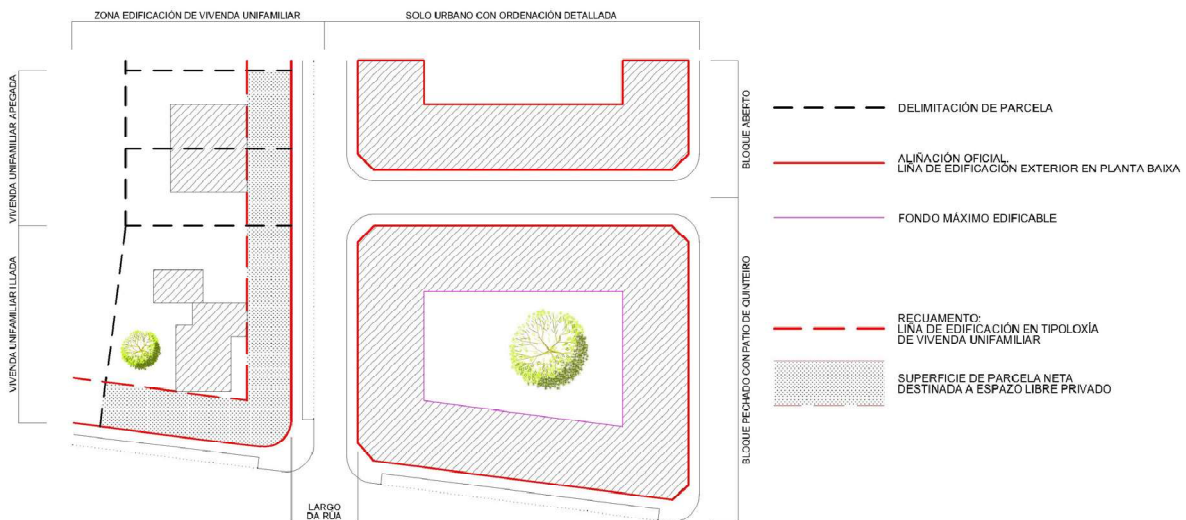 ZONA EDIFICACIÓN DE VIVENDA UNIFAMILIAR
SOLO URBANO CON ORDENACIÓN DETALLADA
VIVENDA UNIFAMILIAR APEGADA
VIVENDA UNIFAMILIAR ILLADA
BLOQUE ABERTO
BLOQUE PECHADO CON PATIO DE QUINTEIRO
LARGO
DA RÚA
DELIMITACIÓN DE PARCELA
ALIÑACIÓN OFICIAL.
LIÑA DE EDIFICACIÓN EXTERIOR EN PLANTA BAIXA
FONDO MÁXIMO EDIFICABLE
RECUAMENTO:
LIÑA DE EDIFICACIÓN EN TIPOLOXÍA
DE VIVENDA UNIFAMILIAR
SUPERFICIE DE PARCELA NETA
DESTINADA A ESPAZO LIBRE PRIVADO